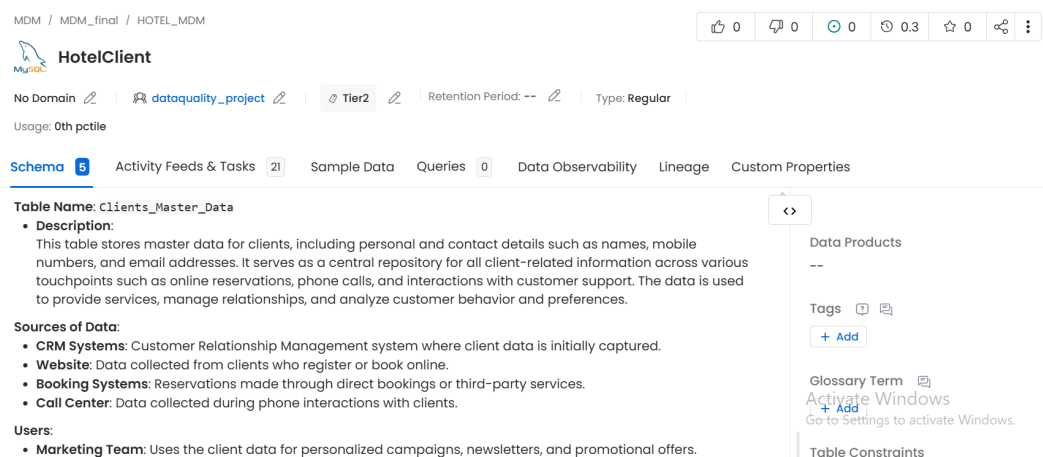 MDM / MDM_final / HOTEL_MDM
0 0 0 0.3 0
MySQL
HotelClient
No Domain dataquality_project Tier2 Retention Period: -- Type: Regular
Usage: 0th pctile
Schema 5 Activity Feeds & Tasks 21 Sample Data Queries 0 Data Observability Lineage Custom Properties
Table Name: Clients_Master_Data
• Description:
This table stores master data for clients, including personal and contact details such as names, mobile
numbers, and email addresses. It serves as a central repository for all client-related information across various
touchpoints such as online reservations, phone calls, and interactions with customer support. The data is used
to provide services, manage relationships, and analyze customer behavior and preferences.
Sources of Data:
• CRM Systems: Customer Relationship Management system where client data is initially captured.
• Website: Data collected from clients who register or book online.
• Booking Systems: Reservations made through direct bookings or third-party services.
• Call Center: Data collected during phone interactions with clients.
Users:
• Marketing Team: Uses the client data for personalized campaigns, newsletters, and promotional offers.
<>
Data Products
--
Tags
+ Add
Glossary Term
+ Add
Activate Windows
Go to Settings to activate Windows.
Table Constraints